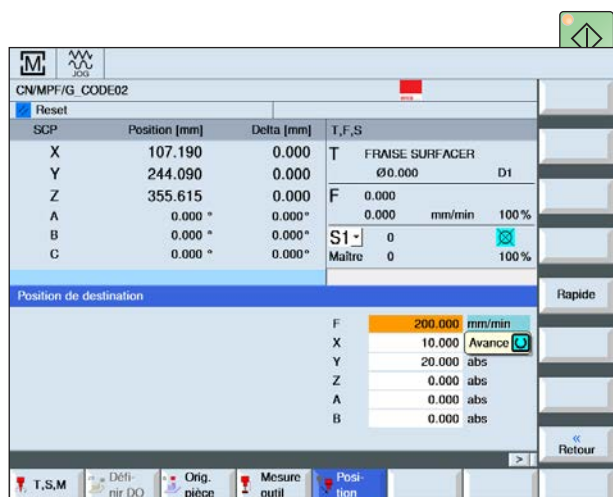 M JOG
CN/MPF/G_CODE02
Reset
SCP Position [mm] Delta [mm] T,F,S
X 107.190 0.000 T FRAISE SURFACER
Y 244.090 0.000 Ø0.000 D1
Z 355.615 0.000 F 0.000
A 0.000 ° 0.000° 0.000 mm/min 100%
B 0.000 ° 0.000° S1 0
C 0.000 ° 0.000° Maître 0 100%
Position de destination Rapide
F 200.000 mm/min
X 10.000 Avance
Y 20.000 abs
Z 0.000 abs
A 0.000 abs
B 0.000 abs
« Retour
>
T,S,M Défi-nir DO Orig. pièce Mesure outil Posi-tion